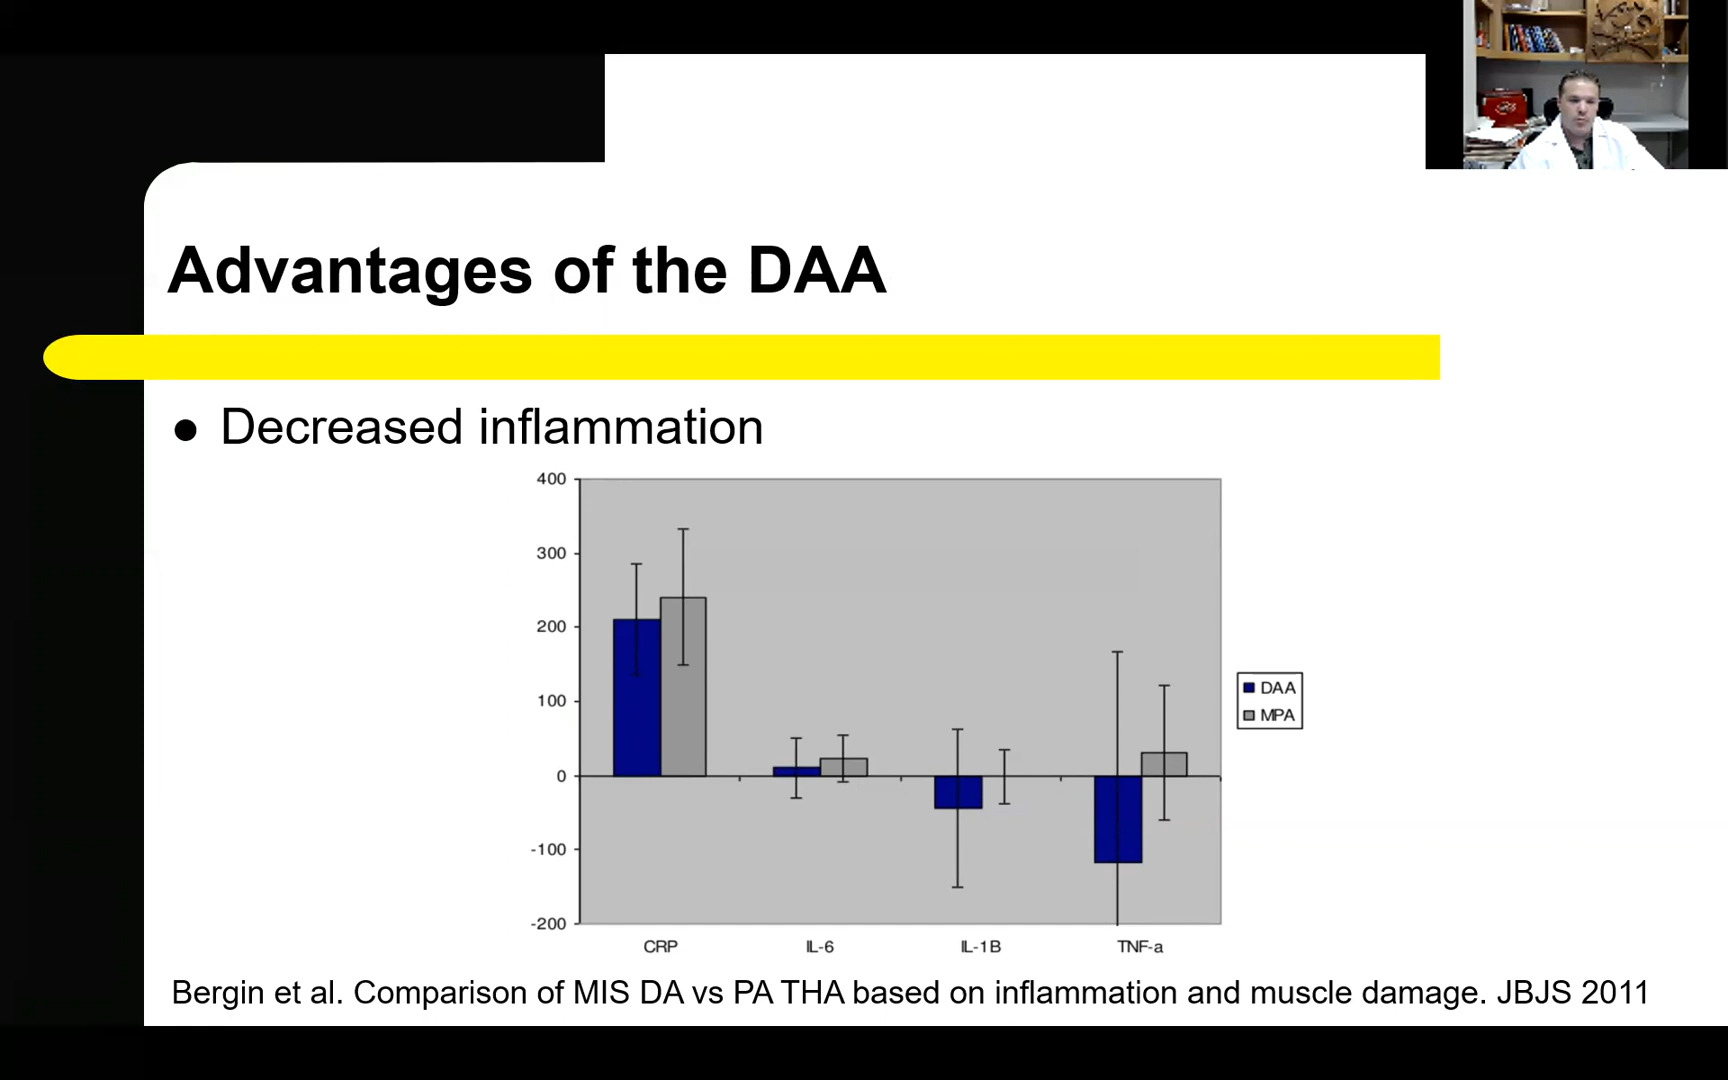 Advantages of the DAA
● Decreased inflammation
400
300
200
100
0
-100
-200
CRP IL-6 IL-1B TNF-a
DAA
MPA
Bergin et al. Comparison of MIS DA vs PA THA based on inflammation and muscle damage. JBJS 2011